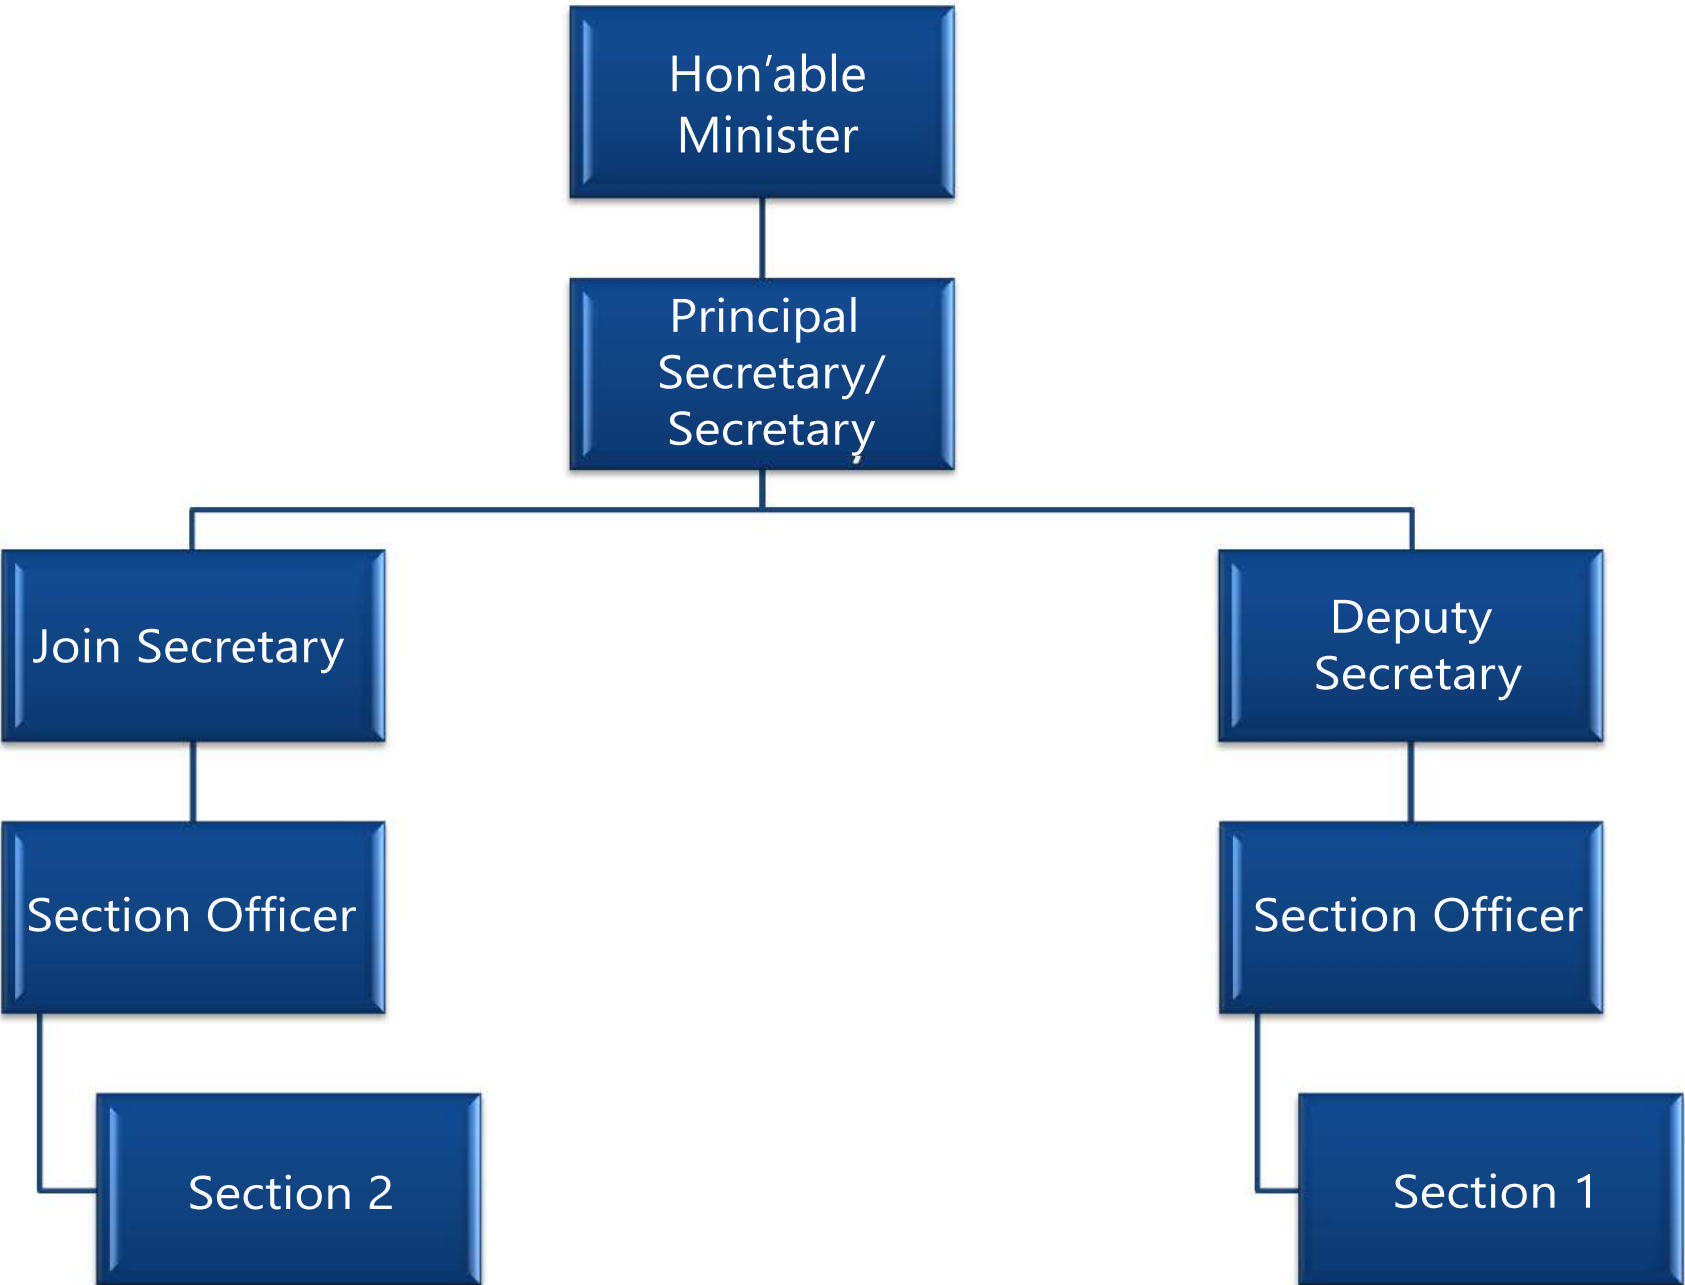 Hon’able
Minister
Principal
Secretary/
Secretary
Join Secretary
Deputy
Secretary
Section Officer
Section Officer
Section 2
Section 1